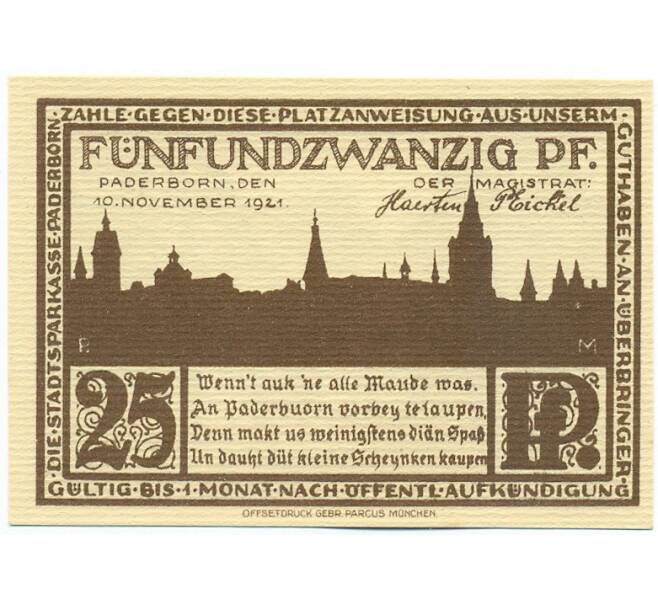 DIE·STADTSPARKASSE·PADERBORN·
ZAHLE·GEGEN·DIESE·PLATZANWEISUNG·AUS·UNSERM·
GUTHABEN·AN·ÜBERBRINGER·
FÜNFUNDZWANZIG PF.
PADERBORN, DEN
10. NOVEMBER 1921.
DER MAGISTRAT:
Haerten PEickel
B M
25
Wenn't auk 'ne alle Maude was.
An Paderbuorn vorbey te laupen,
Denn makt us weinigstens diän Spaß
Un dauht düt kleine Scheynken kaupen
P.
GÜLTIG·BIS·1·MONAT·NACH·ÖFFENTL·AUFKÜNDIGUNG
OFFSETDRUCK GEBR. PARCUS MÜNCHEN